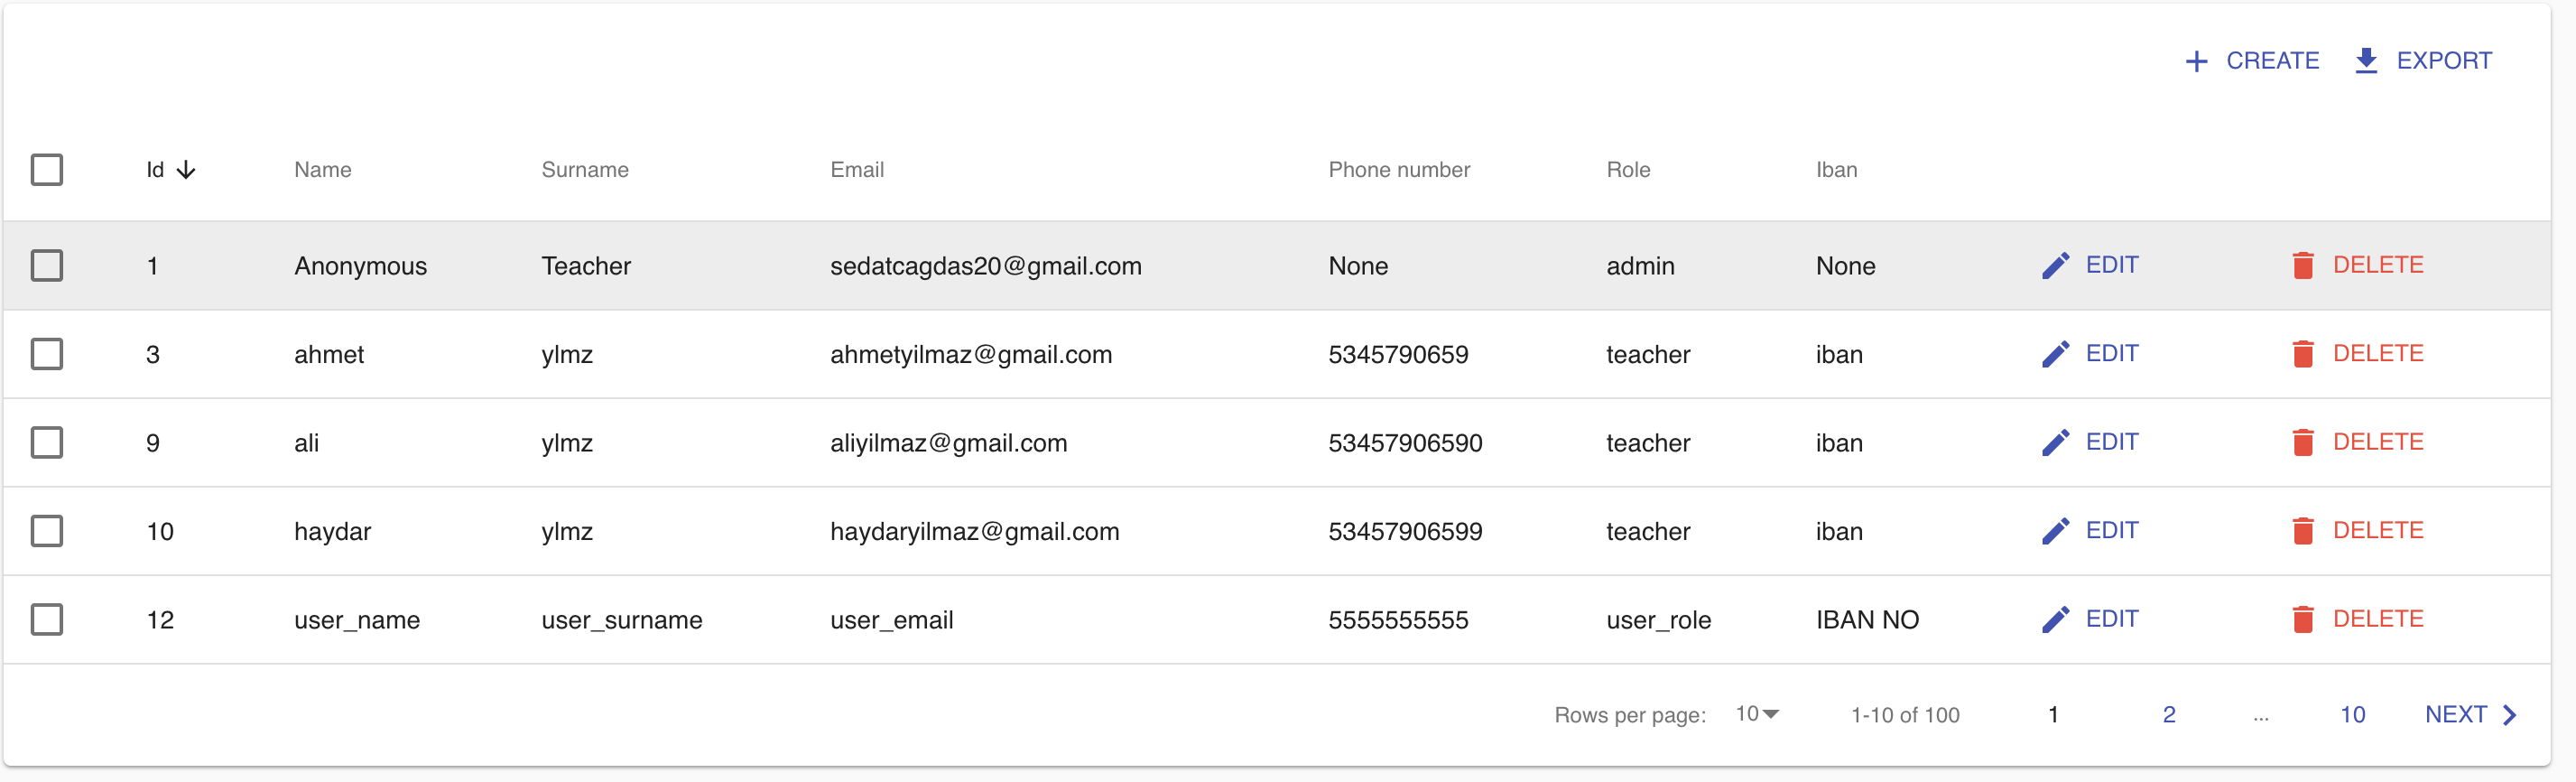 CREATE EXPORT
Id Name Surname Email Phone number Role Iban
1 Anonymous Teacher sedatcagdas20@gmail.com None admin None EDIT DELETE
3 ahmet ylmz ahmetyilmaz@gmail.com 5345790659 teacher iban EDIT DELETE
9 ali ylmz aliyilmaz@gmail.com 53457906590 teacher iban EDIT DELETE
10 haydar ylmz haydaryilmaz@gmail.com 53457906599 teacher iban EDIT DELETE
12 user_name user_surname user_email 5555555555 user_role IBAN NO EDIT DELETE
Rows per page: 10 1-10 of 100 1 2 ... 10 NEXT